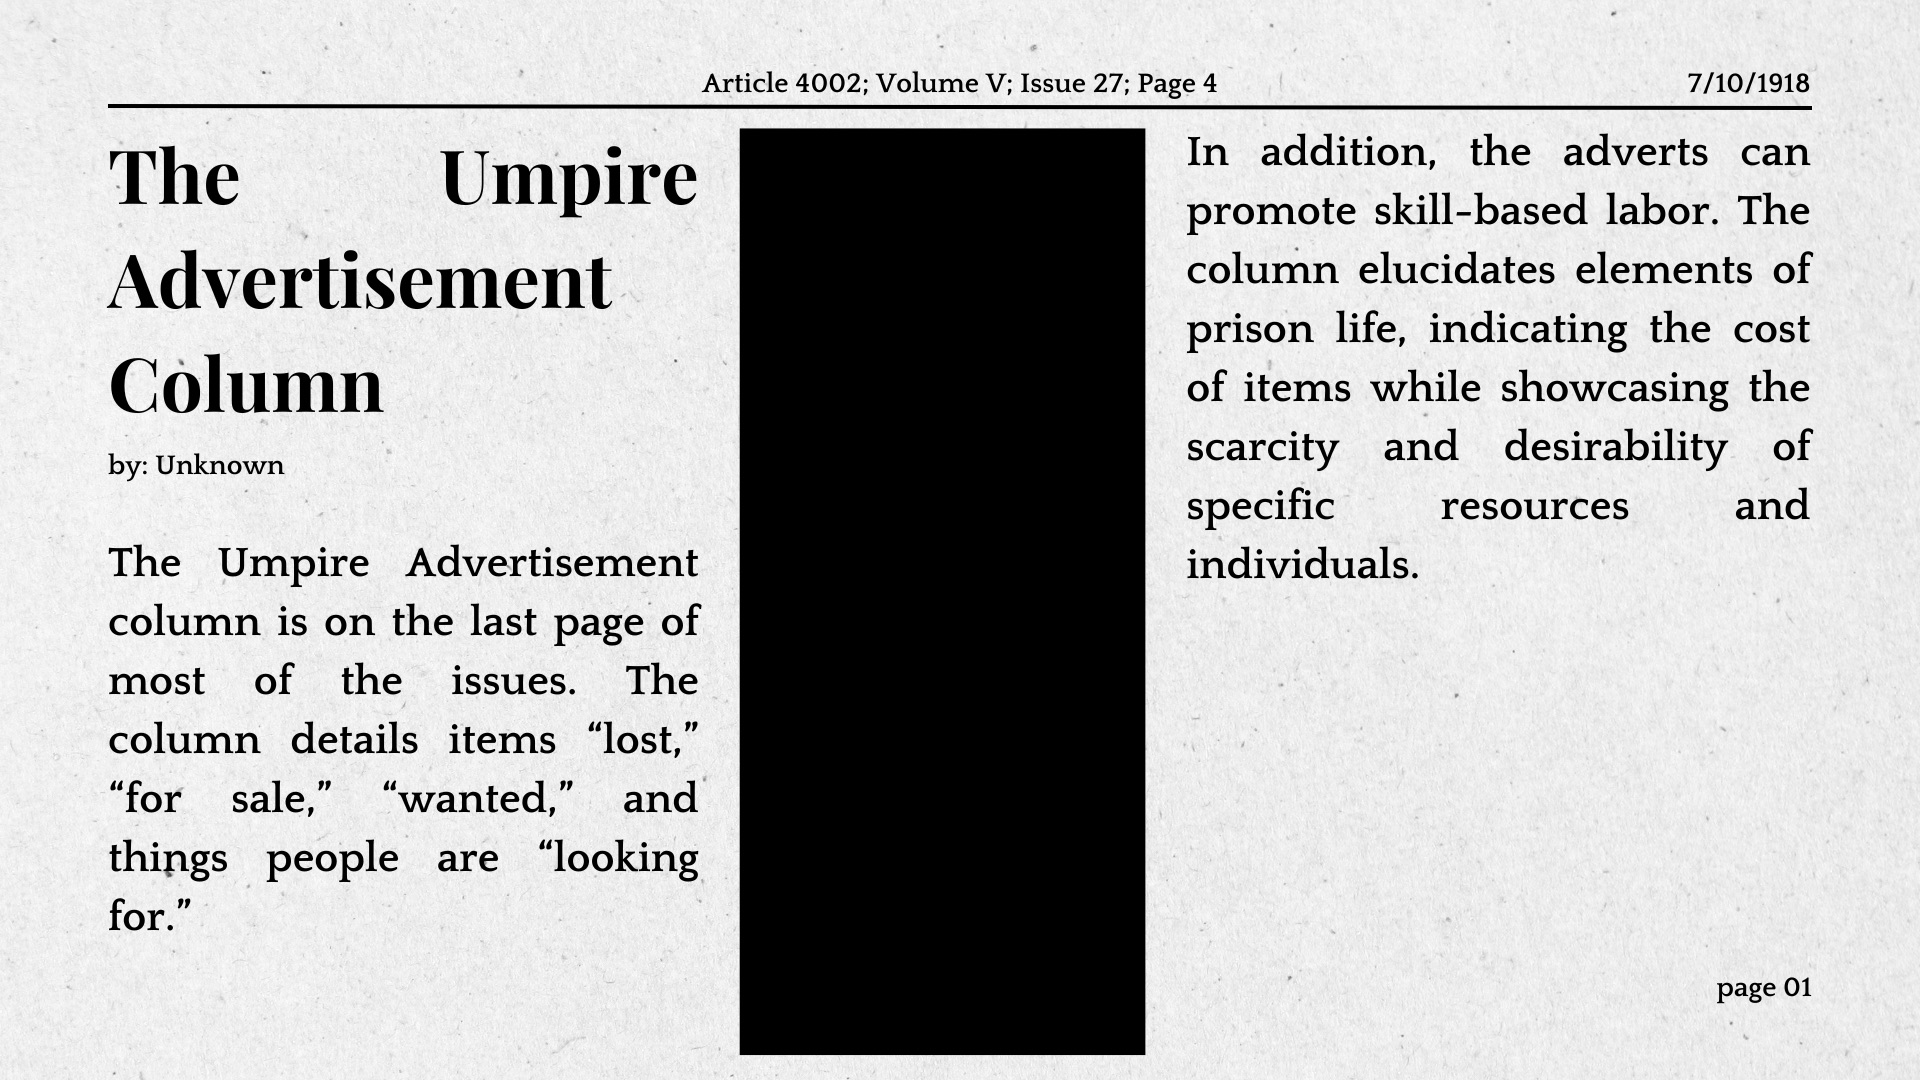 Article 4002; Volume V; Issue 27; Page 4
7/10/1918
The Umpire
Advertisement
Column
by: Unknown
The Umpire Advertisement
column is on the last page of
most of the issues. The
column details items “lost,”
“for sale,” “wanted,” and
things people are “looking
for.”
In addition, the adverts can
promote skill-based labor. The
column elucidates elements of
prison life, indicating the cost
of items while showcasing the
scarcity and desirability of
specific resources and
individuals.
page 01